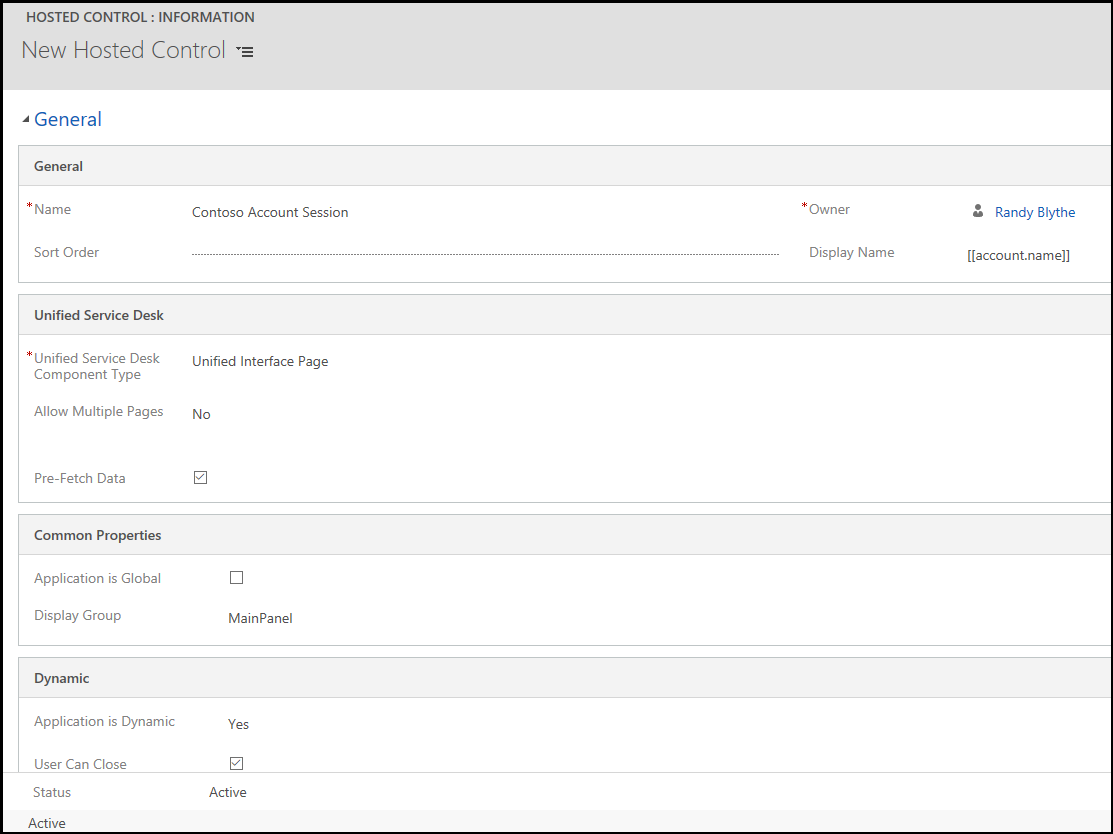 HOSTED CONTROL : INFORMATION
New Hosted Control
General
General
*Name Contoso Account Session *Owner Randy Blythe
Sort Order Display Name [[account.name]]
Unified Service Desk
*Unified Service Desk
Component Type Unified Interface Page
Allow Multiple Pages No
Pre-Fetch Data
Common Properties
Application is Global
Display Group MainPanel
Dynamic
Application is Dynamic Yes
User Can Close
Status Active
Active